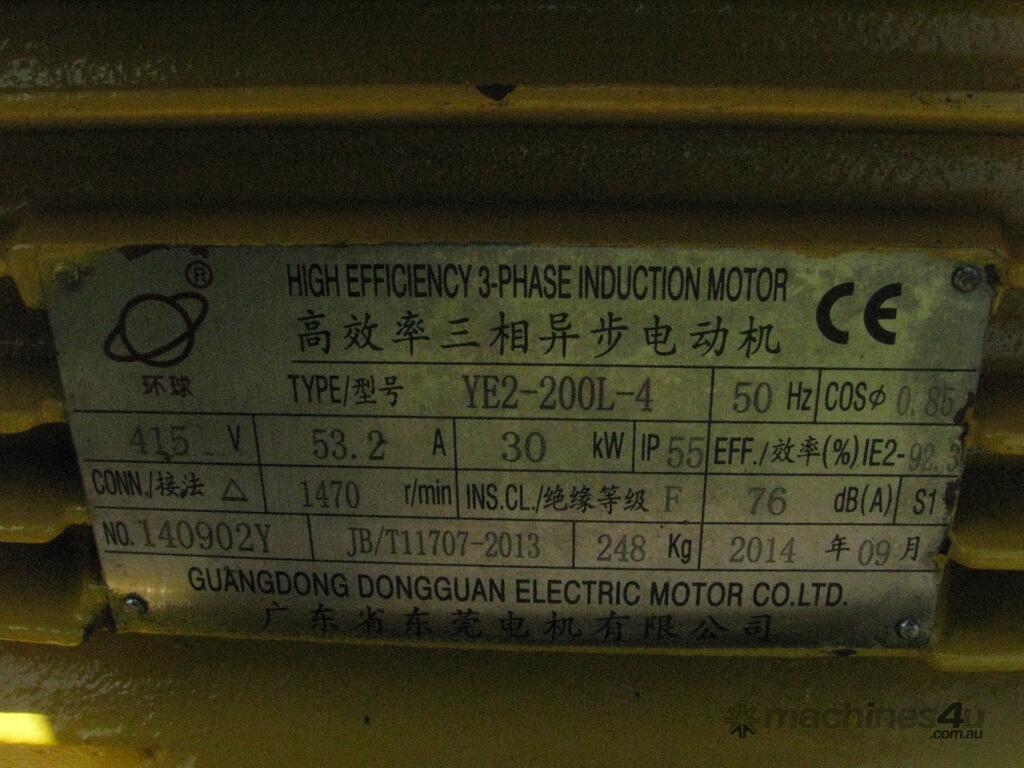 ®
环球
HIGH EFFICIENCY 3-PHASE INDUCTION MOTOR
高效率三相异步电动机
CE
TYPE/型号 YE2-200L-4 50 Hz COSΦ 0.85
415 V 53.2 A 30 kW IP 55 EFF./效率(%)IE2-92.3
CONN./接法 △ 1470 r/min INS.CL./绝缘等级 F 76 dB(A) S1
NO. 140902Y JB/T11707-2013 248 Kg 2014 年 09 月
GUANGDONG DONGGUAN ELECTRIC MOTOR CO.LTD.
广东省东莞电机有限公司
machines4u
.com.au